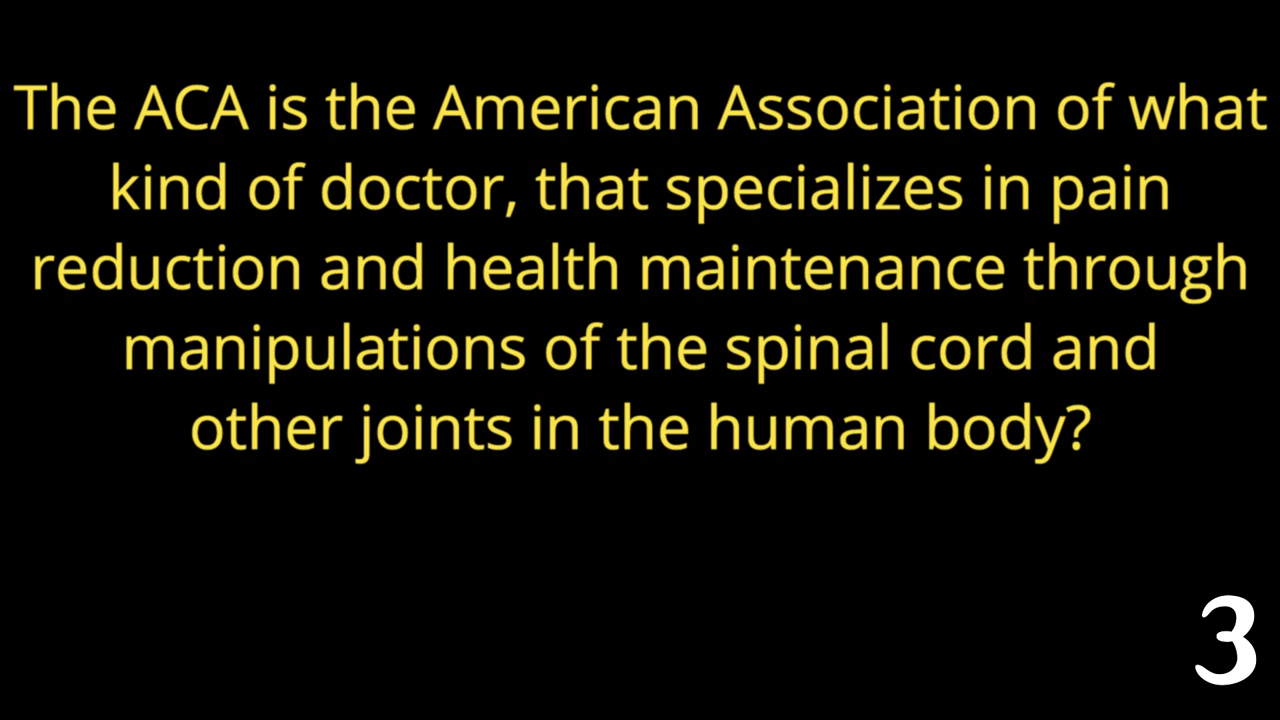 The ACA is the American Association of what
kind of doctor, that specializes in pain
reduction and health maintenance through
manipulations of the spinal cord and
other joints in the human body?
3